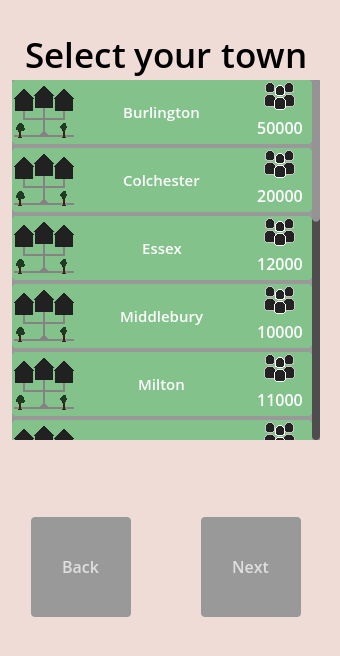 Select your town
Burlington
50000
Colchester
20000
Essex
12000
Middlebury
10000
Milton
11000
Back
Next